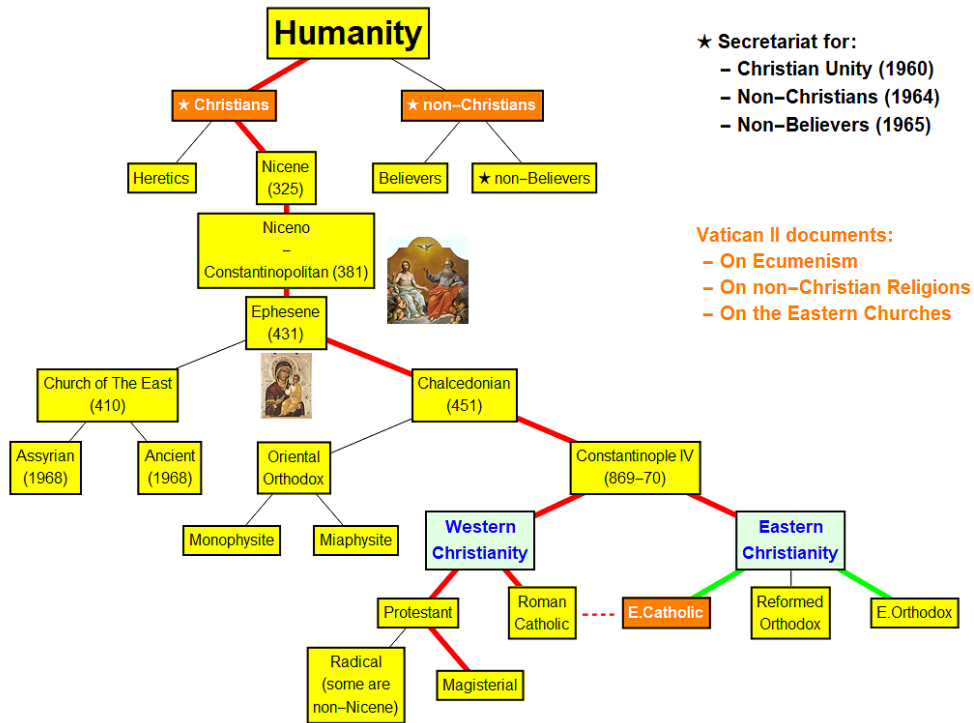 Humanity
★ Secretariat for:
– Christian Unity (1960)
– Non–Christians (1964)
– Non–Believers (1965)
★ Christians
★ non–Christians
Heretics
Nicene
(325)
Believers
★ non–Believers
Niceno
–
Constantinopolitan (381)
Vatican II documents:
– On Ecumenism
– On non–Christian Religions
– On the Eastern Churches
Ephesene
(431)
Church of The East
(410)
Chalcedonian
(451)
Assyrian
(1968)
Ancient
(1968)
Oriental
Orthodox
Constantinople IV
(869–70)
Monophysite
Miaphysite
Western
Christianity
Eastern
Christianity
Protestant
Roman
Catholic
E.Catholic
Reformed
Orthodox
E.Orthodox
Radical
(some are
non–Nicene)
Magisterial